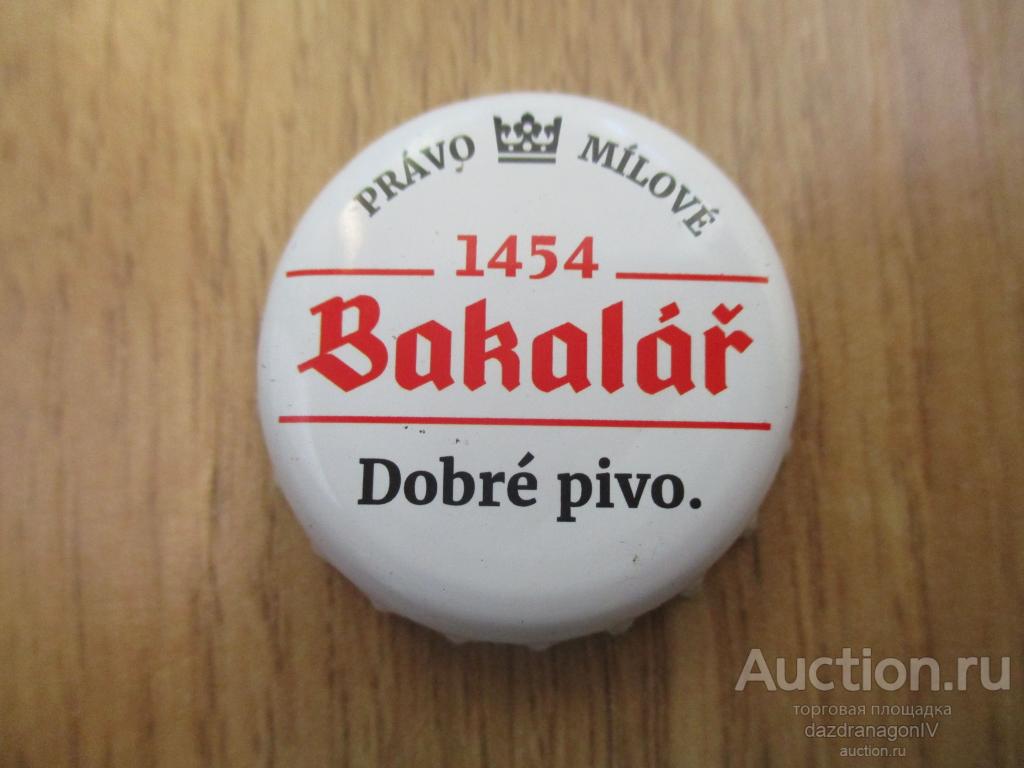 PRÁVO MÍLOVÉ
1454
Bakalář
Dobré pivo.
Auction.ru
торговая площадка
dazdranagonIV
auction.ru